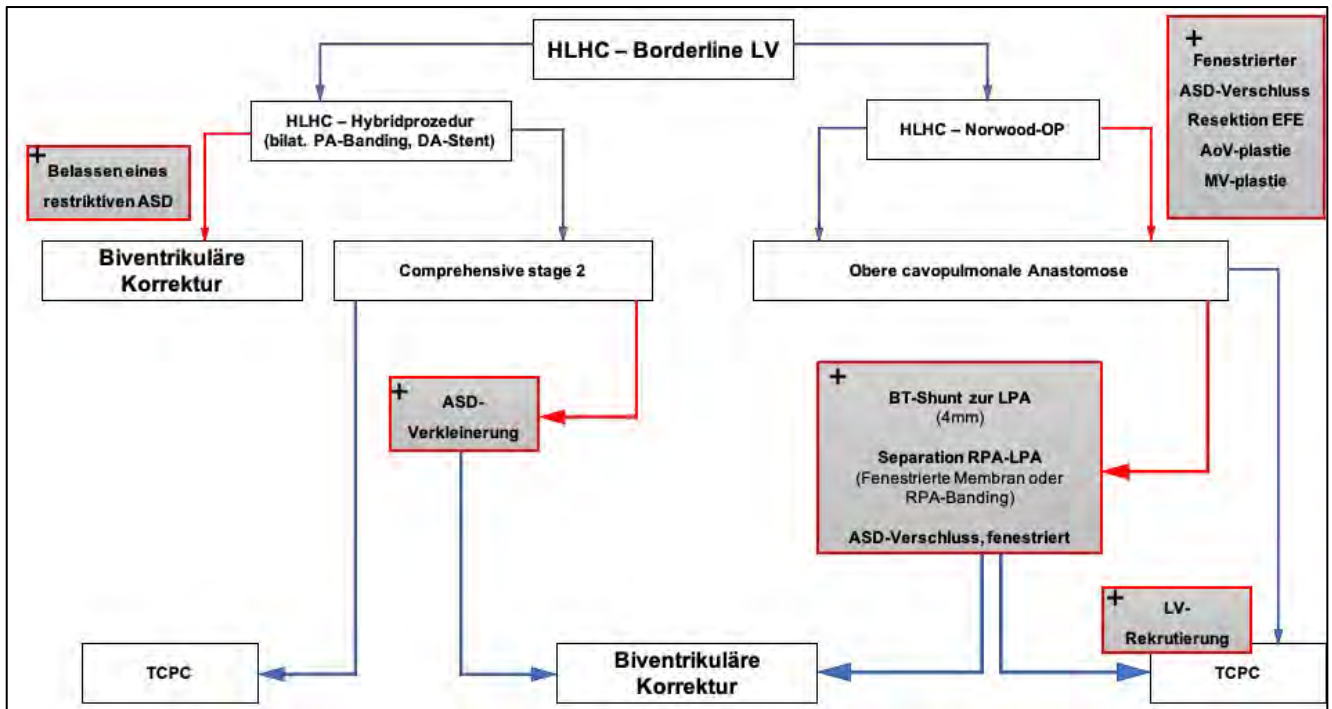 HLHC – Borderline LV
+
Fenestrierter
ASD-Verschluss
Resektion EFE
AoV-plastie
MV-plastie
HLHC – Hybridprozedur
(bilat. PA-Banding, DA-Stent)
HLHC – Norwood-OP
+
Belassen eines
restriktiven ASD
Biventrikuläre
Korrektur
Comprehensive stage 2
Obere cavopulmonale Anastomose
+
ASD-
Verkleinerung
+
BT-Shunt zur LPA
(4mm)
Separation RPA-LPA
(Fenestrierte Membran oder
RPA-Banding)
ASD-Verschluss, fenestriert
+
LV-
Rekrutierung
TCPC
Biventrikuläre
Korrektur
TCPC